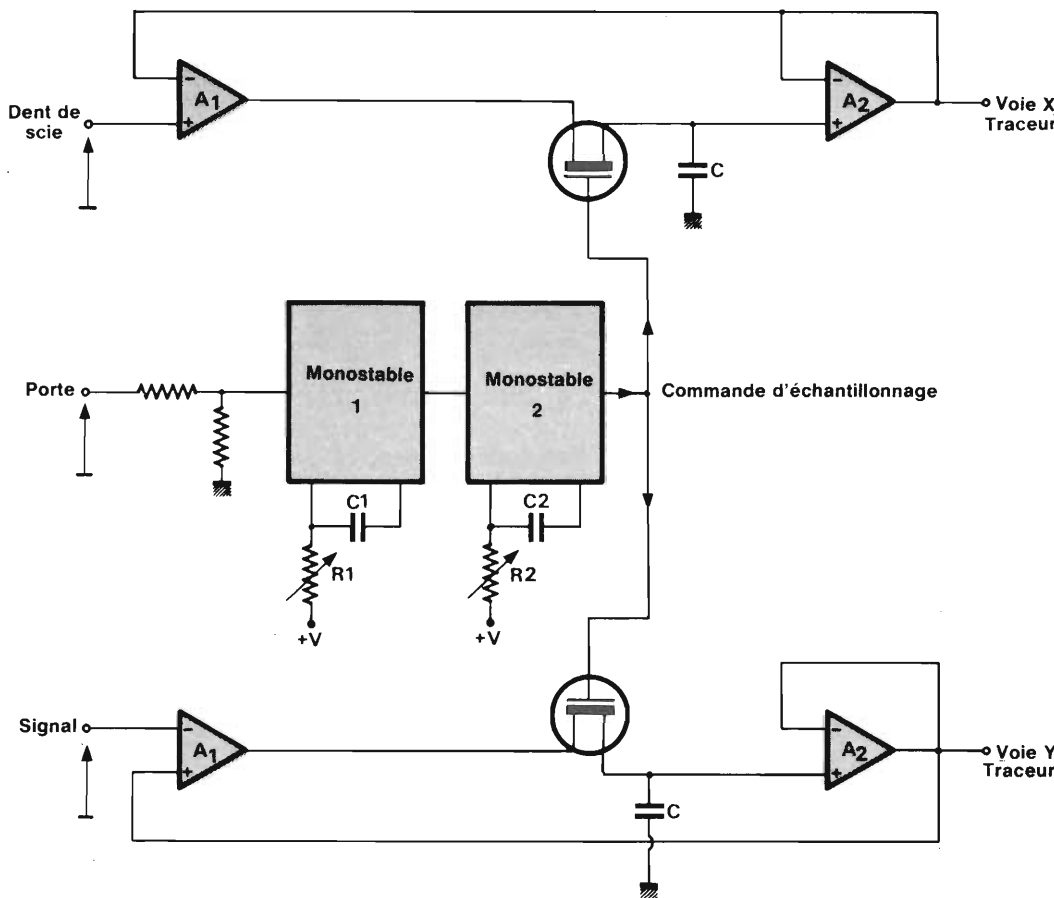 A1
A2
Dent de
scie
Voie X
Traceur
C
Porte
Monostable
1
Monostable
2
Commande d'échantillonnage
C1
C2
R1
R2
+V
+V
Signal
A1
A2
Voie Y
Traceur
C